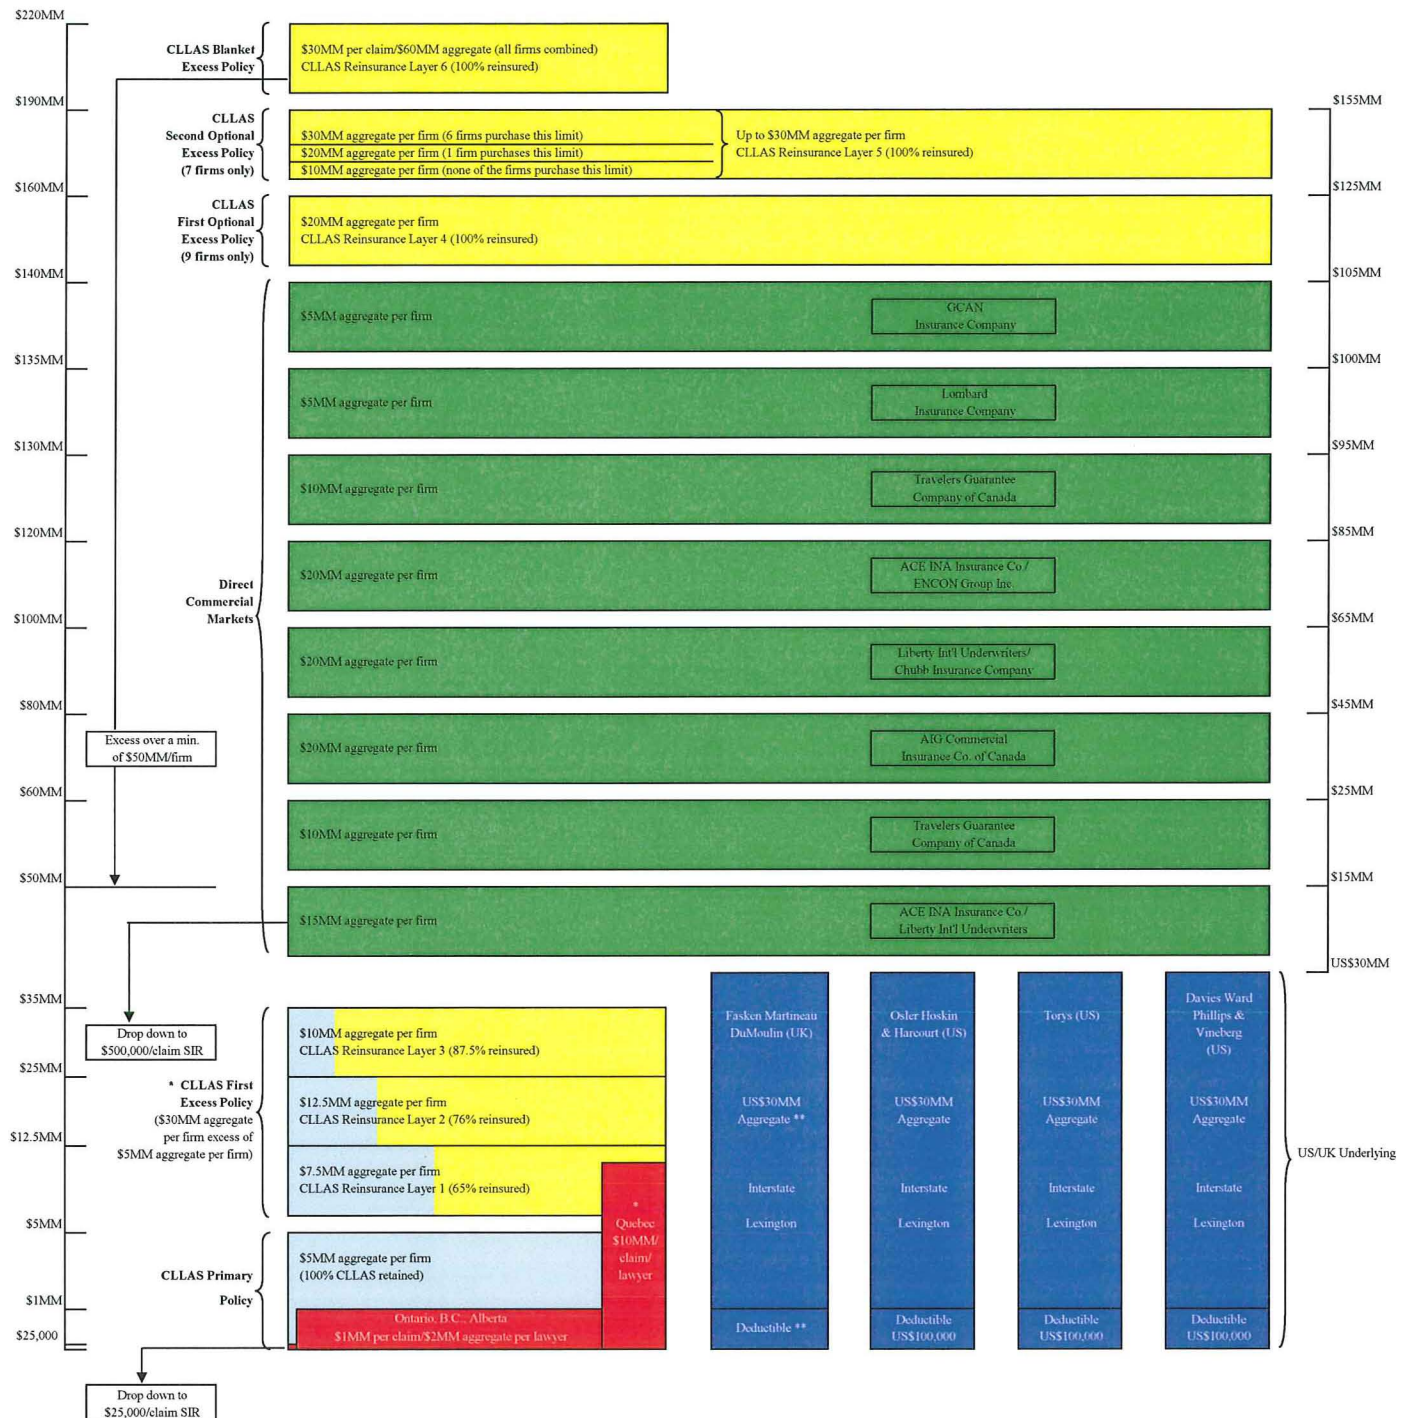 $220MM
CLLAS Blanket
Excess Policy
$30MM per claim/$60MM aggregate (all firms combined)
CLLAS Reinsurance Layer 6 (100% reinsured)
$190MM
$155MM
CLLAS
Second Optional
Excess Policy
(7 firms only)
$30MM aggregate per firm (6 firms purchase this limit)
$20MM aggregate per firm (1 firm purchases this limit)
$10MM aggregate per firm (none of the firms purchase this limit)
Up to $30MM aggregate per firm
CLLAS Reinsurance Layer 5 (100% reinsured)
$160MM
$125MM
CLLAS
First Optional
Excess Policy
(9 firms only)
$20MM aggregate per firm
CLLAS Reinsurance Layer 4 (100% reinsured)
$140MM
$105MM
$5MM aggregate per firm
GCAN
Insurance Company
$135MM
$100MM
$5MM aggregate per firm
Lombard
Insurance Company
$130MM
$95MM
$10MM aggregate per firm
Travelers Guarantee
Company of Canada
$120MM
$85MM
$20MM aggregate per firm
ACE INA Insurance Co /
ENCON Group Inc.
Direct
Commercial
Markets
$100MM
$65MM
$20MM aggregate per firm
Liberty Int'l Underwriters/
Chubb Insurance Company
$80MM
$45MM
Excess over a min.
of $50MM/firm
$20MM aggregate per firm
AIG Commercial
Insurance Co. of Canada
$60MM
$25MM
$10MM aggregate per firm
Travelers Guarantee
Company of Canada
$50MM
$15MM
$15MM aggregate per firm
ACE INA Insurance Co /
Liberty Int'l Underwriters
US$30MM
$35MM
Drop down to
$500,000/claim SIR
$25MM
* CLLAS First
Excess Policy
($30MM aggregate
per firm excess of
$5MM aggregate per firm)
$12.5MM
$10MM aggregate per firm
CLLAS Reinsurance Layer 3 (87.5% reinsured)
$12.5MM aggregate per firm
CLLAS Reinsurance Layer 2 (76% reinsured)
$7.5MM aggregate per firm
CLLAS Reinsurance Layer 1 (65% reinsured)
*
Quebec
$10MM/
claim/
lawyer
$5MM
CLLAS Primary
Policy
$5MM aggregate per firm
(100% CLLAS retained)
$1MM
$25,000
Ontario, B.C., Alberta
$1MM per claim/$2MM aggregate per lawyer
Drop down to
$25,000/claim SIR
Fasken Martineau
DuMoulin (UK)
US$30MM
Aggregate **
Interstate
Lexington
Deductible **
Osler Hoskin
& Harcourt (US)
US$30MM
Aggregate
Interstate
Lexington
Deductible
US$100,000
Torys (US)
US$30MM
Aggregate
Interstate
Lexington
Deductible
US$100,000
Davies Ward
Phillips &
Vineberg
(US)
US$30MM
Aggregate
Interstate
Lexington
Deductible
US$100,000
US/UK Underlying